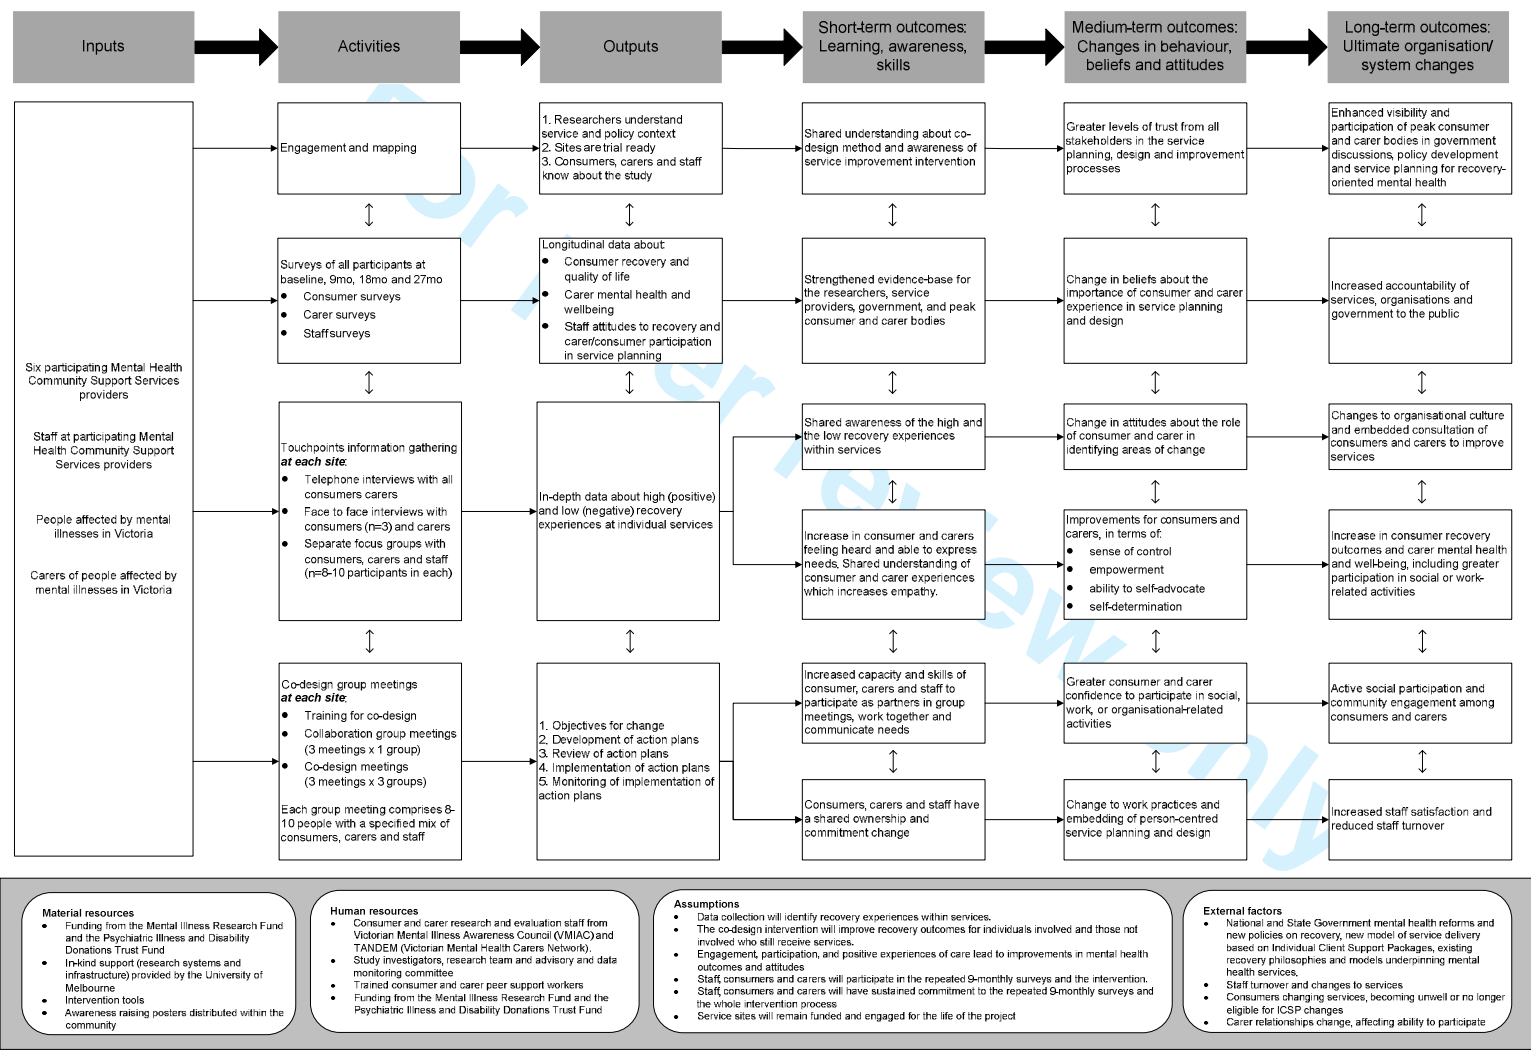 Inputs
Activities
Outputs
Short-term outcomes:
Learning, awareness,
skills
Medium-term outcomes:
Changes in behaviour,
beliefs and attitudes
Long-term outcomes:
Ultimate organisation/
system changes
Six participating Mental Health
Community Support Services
providers
Staff at participating Mental
Health Community Support
Services providers
People affected by mental
illnesses in Victoria
Carers of people affected by
mental illnesses in Victoria
Engagement and mapping
1. Researchers understand
service and policy context
2. Sites are trial ready
3. Consumers, carers and staff
know about the study
Shared understanding about co-
design method and awareness of
service improvement intervention
Greater levels of trust from all
stakeholders in the service
planning, design and improvement
processes
Enhanced visibility and
participation of peak consumer
and carer bodies in government
discussions, policy development
and service planning for recovery-
oriented mental health
Surveys of all participants at
baseline, 9mo, 18mo and 27mo
● Consumer surveys
● Carer surveys
● Staff surveys
Longitudinal data about:
● Consumer recovery and
quality of life
● Carer mental health and
wellbeing
● Staff attitudes to recovery and
carer/consumer participation
in service planning
Strengthened evidence-base for
the researchers, service
providers, government, and peak
consumer and carer bodies
Change in beliefs about the
importance of consumer and carer
experience in service planning
and design
Increased accountability of
services, organisations and
government to the public
Touchpoints information gathering
at each site:
● Telephone interviews with all
consumers carers
● Face to face interviews with
consumers (n=3) and carers
● Separate focus groups with
consumers, carers and staff
(n=8-10 participants in each)
In-depth data about high (positive)
and low (negative) recovery
experiences at individual services
Shared awareness of the high and
the low recovery experiences
within services
Change in attitudes about the role
of consumer and carer in
identifying areas of change
Changes to organisational culture
and embedded consultation of
consumers and carers to improve
services
Increase in consumer and carers
feeling heard and able to express
needs. Shared understanding of
consumer and carer experiences
which increases empathy.
Improvements for consumers and
carers, in terms of:
● sense of control
● empowerment
● ability to self-advocate
● self-determination
Increase in consumer recovery
outcomes and carer mental health
and well-being, including greater
participation in social or work-
related activities
Co-design group meetings
at each site:
● Training for co-design
● Collaboration group meetings
(3 meetings x 1 group)
● Co-design meetings
(3 meetings x 3 groups)
Each group meeting comprises 8-
10 people with a specified mix of
consumers, carers and staff
1. Objectives for change
2. Development of action plans
3. Review of action plans
4. Implementation of action plans
5. Monitoring of implementation of
action plans
Increased capacity and skills of
consumer, carers and staff to
participate as partners in group
meetings, work together and
communicate needs
Greater consumer and carer
confidence to participate in social,
work, or organisational-related
activities
Active social participation and
community engagement among
consumers and carers
Consumers, carers and staff have
a shared ownership and
commitment change
Change to work practices and
embedding of person-centred
service planning and design
Increased staff satisfaction and
reduced staff turnover
For peer review only
Material resources
● Funding from the Mental Illness Research Fund
and the Psychiatric Illness and Disability
Donations Trust Fund
● In-kind support (research systems and
infrastructure) provided by the University of
Melbourne
● Intervention tools
● Awareness raising posters distributed within the
community
Human resources
● Consumer and carer research and evaluation staff from
Victorian Mental Illness Awareness Council (VMIAC) and
TANDEM (Victorian Mental Health Carers Network).
● Study investigators, research team and advisory and data
monitoring committee
● Trained consumer and carer peer support workers
● Funding from the Mental Illness Research Fund and the
Psychiatric Illness and Disability Donations Trust Fund
Assumptions
● Data collection will identify recovery experiences within services.
● The co-design intervention will improve recovery outcomes for individuals involved and those not
involved who still receive services.
● Engagement, participation, and positive experiences of care lead to improvements in mental health
outcomes and attitudes
● Staff, consumers and carers will participate in the repeated 9-monthly surveys and the intervention.
● Staff, consumers and carers will have sustained commitment to the repeated 9-monthly surveys and
the whole intervention process
● Service sites will remain funded and engaged for the life of the project
External factors
● National and State Government mental health reforms and
new policies on recovery, new model of service delivery
based on Individual Client Support Packages, existing
recovery philosophies and models underpinning mental
health services.
● Staff turnover and changes to services
● Consumers changing services, becoming unwell or no longer
eligible for ICSP changes
● Carer relationships change, affecting ability to participate